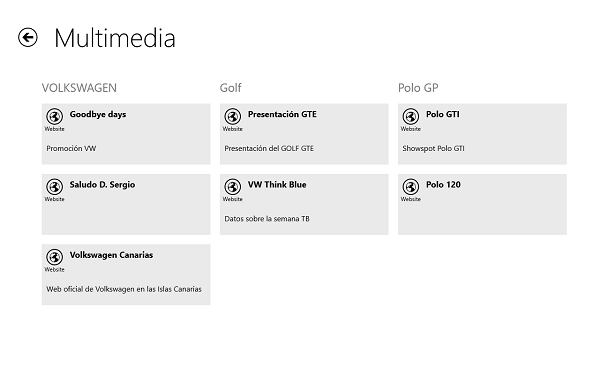 Multimedia
VOLKSWAGEN
Goodbye days
Website
Promoción VW
Saludo D. Sergio
Website
Volkswagen Canarias
Website
Web oficial de Volkswagen en las Islas Canarias
Golf
Presentación GTE
Website
Presentación del GOLF GTE
VW Think Blue
Website
Datos sobre la semana TB
Polo GP
Polo GTI
Website
Showspot Polo GTI
Polo 120
Website